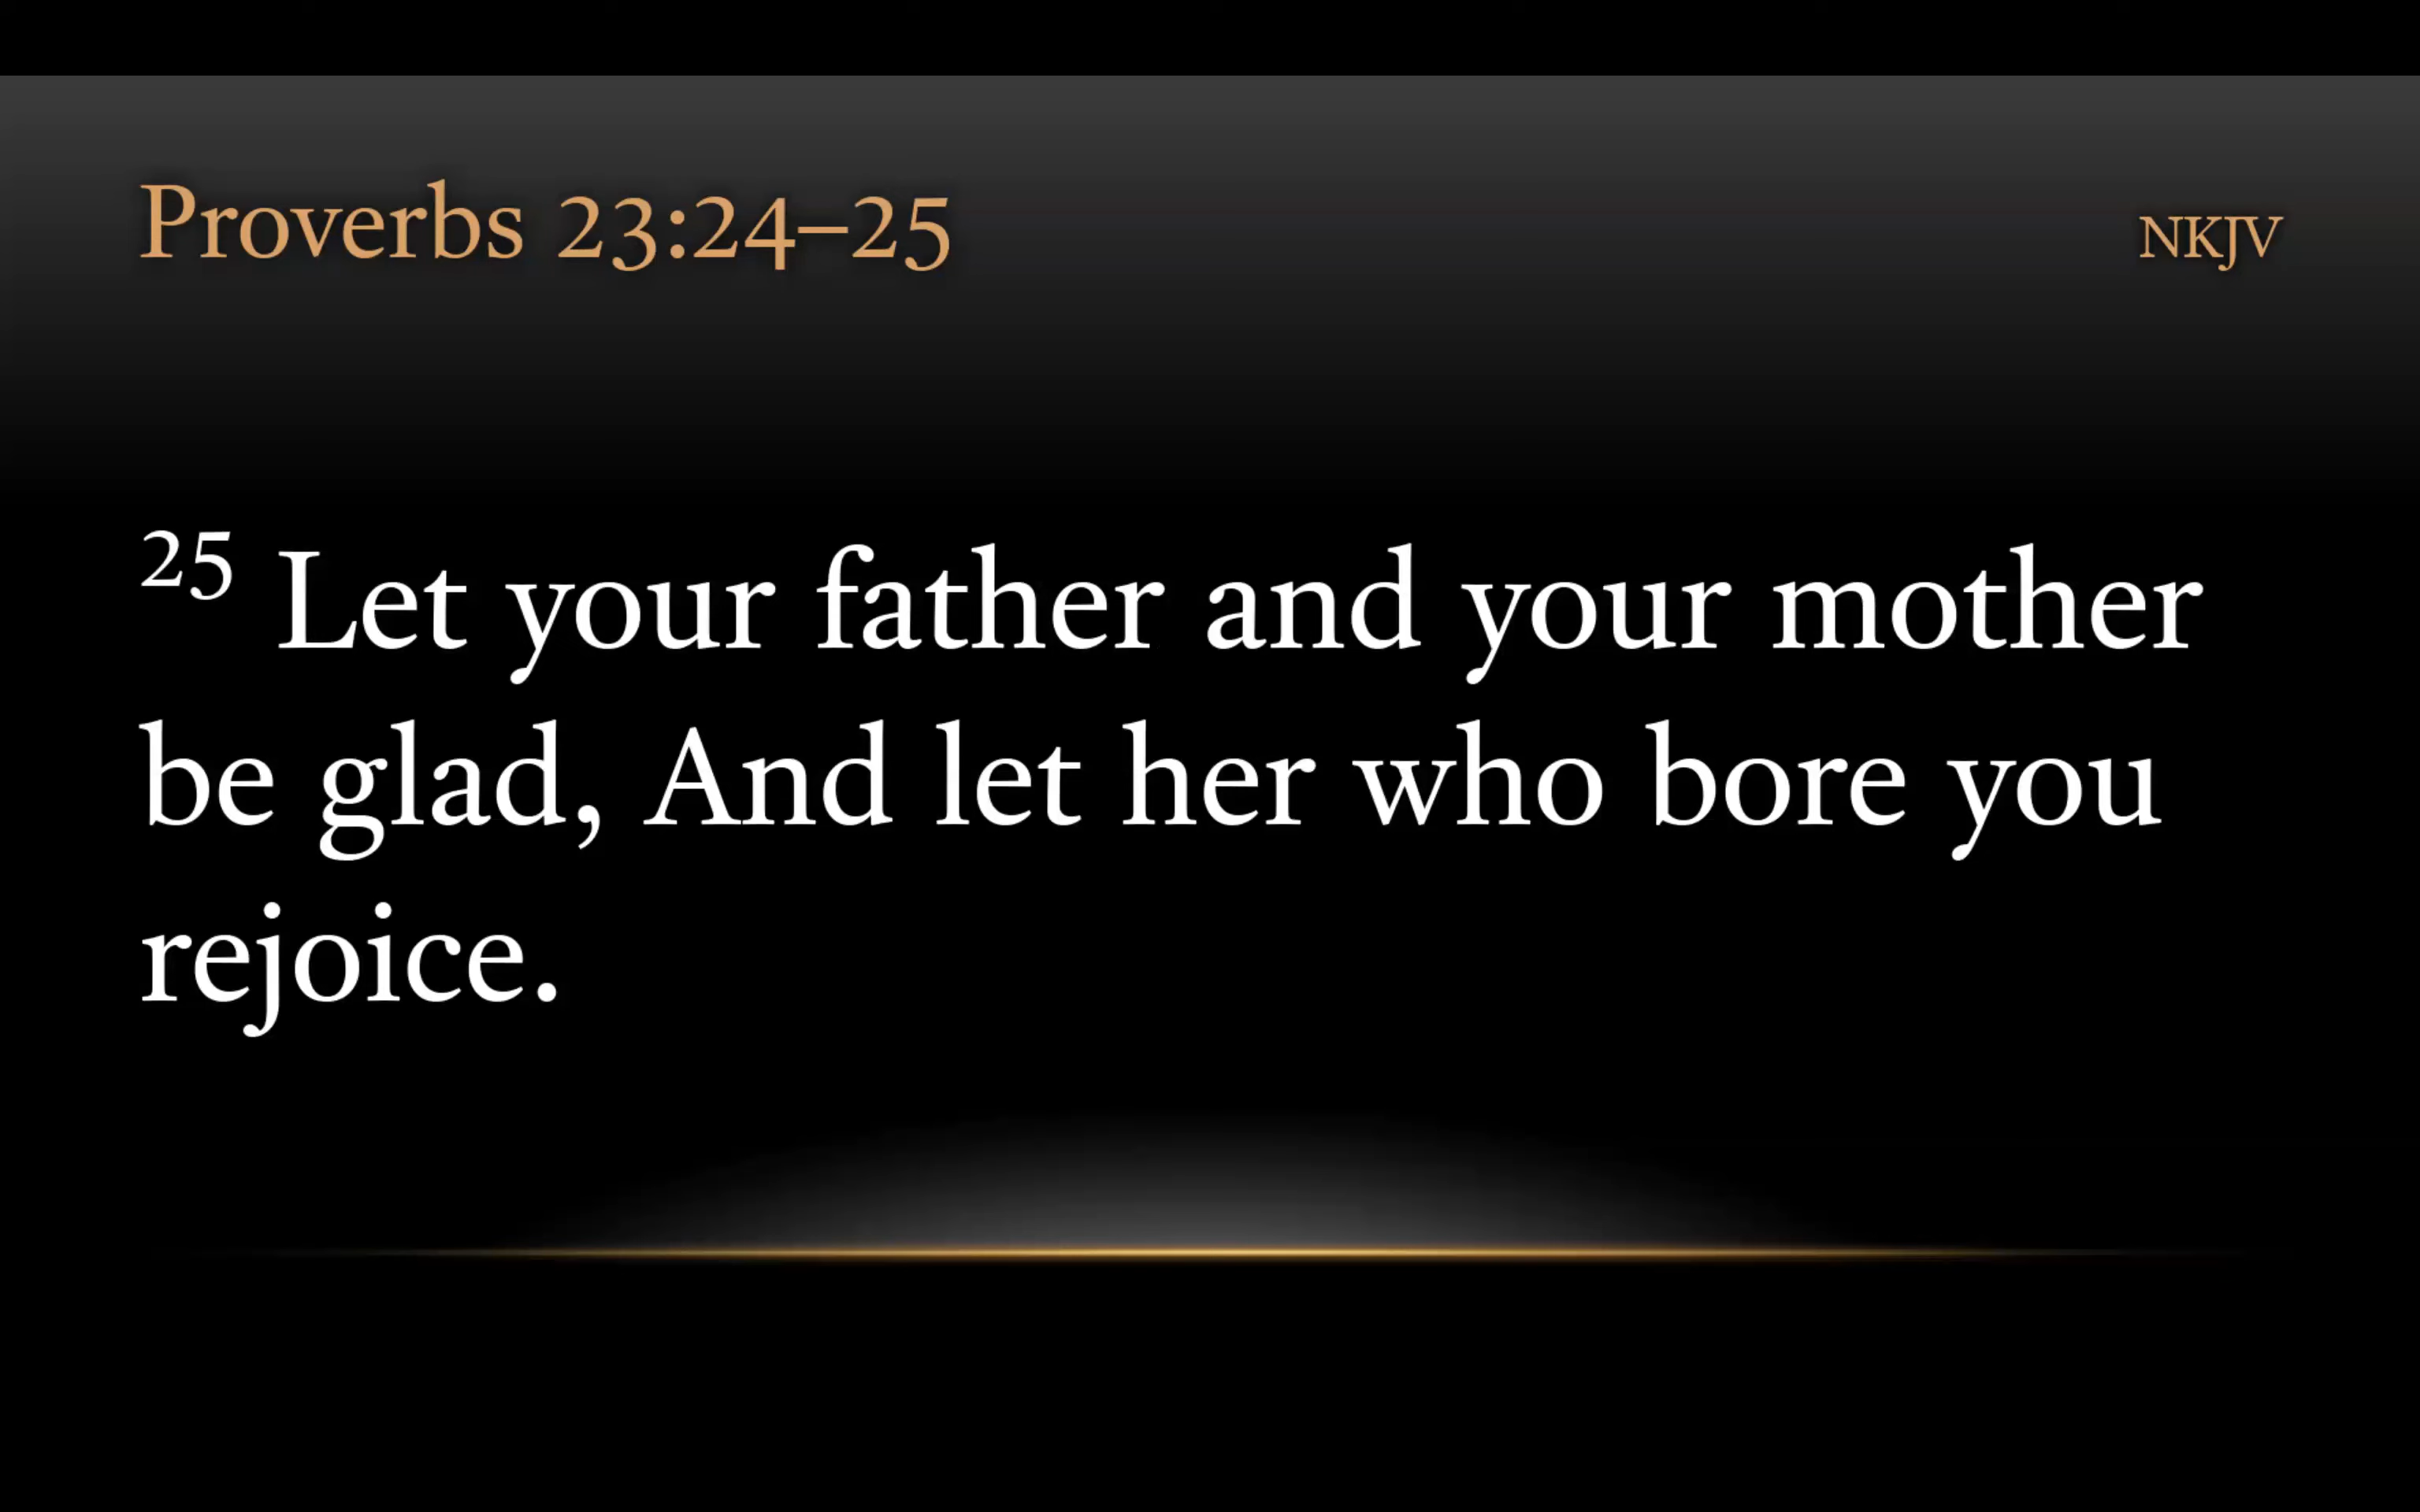 Proverbs 23:24–25
NKJV
25 Let your father and your mother
be glad, And let her who bore you
rejoice.